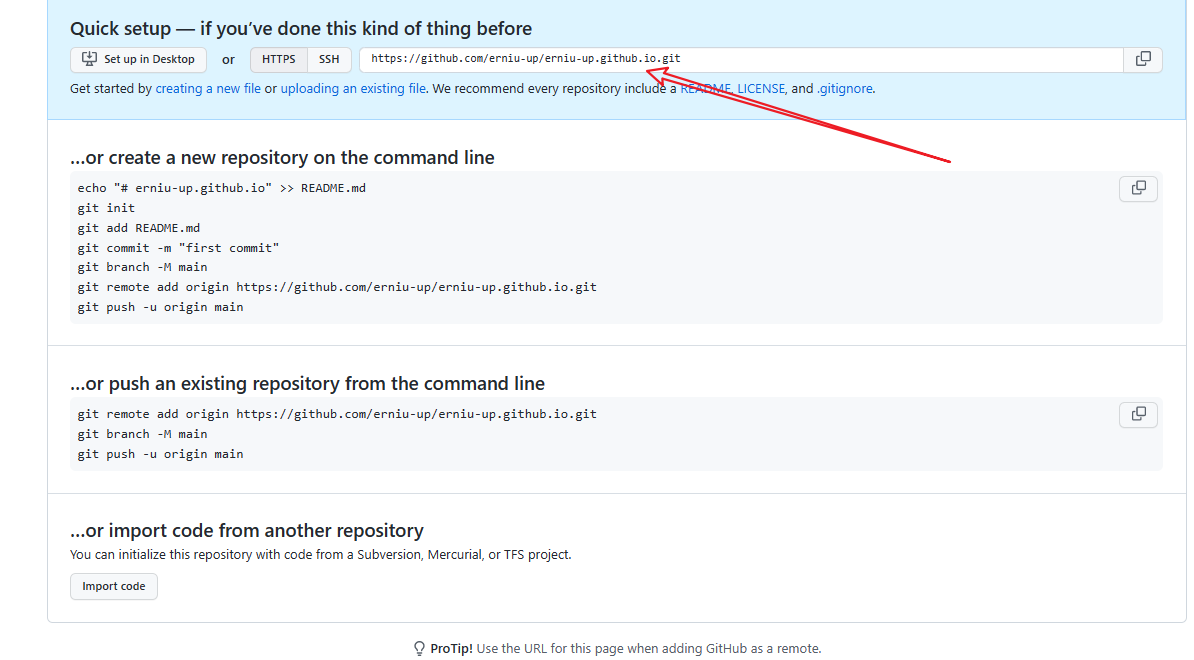 Quick setup — if you’ve done this kind of thing before
Set up in Desktop or HTTPS SSH https://github.com/erniu-up/erniu-up.github.io.git
Get started by creating a new file or uploading an existing file. We recommend every repository include a README, LICENSE, and .gitignore.
…or create a new repository on the command line
echo "# erniu-up.github.io" >> README.md
git init
git add README.md
git commit -m "first commit"
git branch -M main
git remote add origin https://github.com/erniu-up/erniu-up.github.io.git
git push -u origin main
…or push an existing repository from the command line
git remote add origin https://github.com/erniu-up/erniu-up.github.io.git
git branch -M main
git push -u origin main
…or import code from another repository
You can initialize this repository with code from a Subversion, Mercurial, or TFS project.
Import code
ProTip! Use the URL for this page when adding GitHub as a remote.